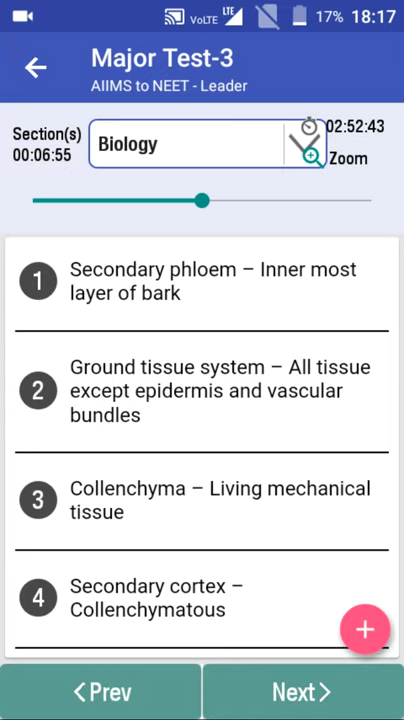 VoLTE LTE 17% 18:17
Major Test-3
AIIMS to NEET - Leader
Section(s)
00:06:55
Biology
02:52:43
Zoom
1 Secondary phloem – Inner most
layer of bark
2 Ground tissue system – All tissue
except epidermis and vascular
bundles
3 Collenchyma – Living mechanical
tissue
4 Secondary cortex –
Collenchymatous
Prev Next